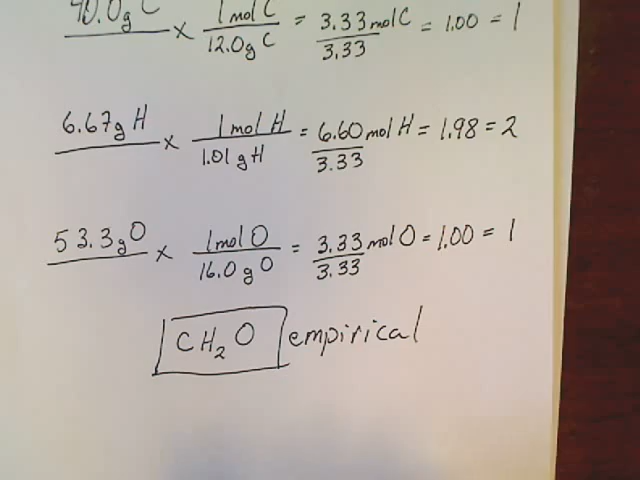 40.0g C x 1 mol C / 12.0g C = 3.33 mol C / 3.33 = 1.00 = 1
6.67g H x 1 mol H / 1.01 g H = 6.60 mol H / 3.33 = 1.98 = 2
53.3g O x 1 mol O / 16.0 g O = 3.33 mol O / 3.33 = 1.00 = 1
CH₂O empirical